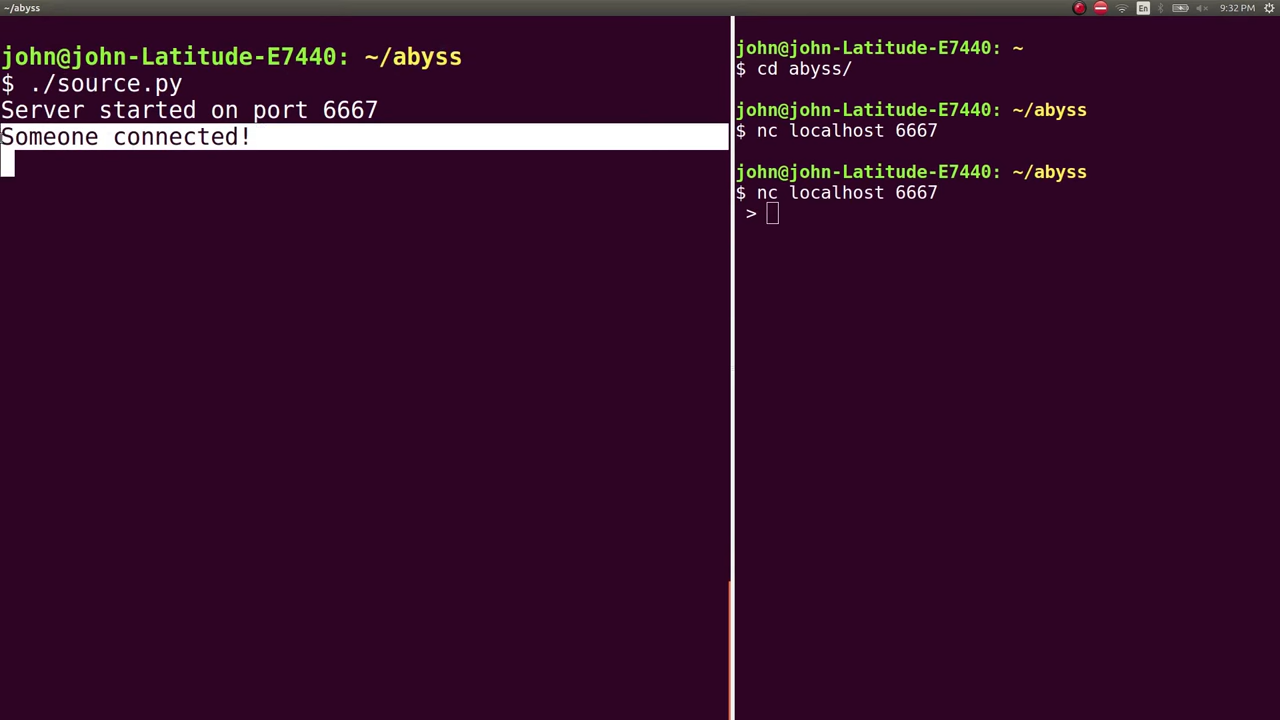 ~/abyss
En
9:32 PM
john@john-Latitude-E7440: ~/abyss
$ ./source.py
Server started on port 6667
Someone connected!
john@john-Latitude-E7440: ~
$ cd abyss/
john@john-Latitude-E7440: ~/abyss
$ nc localhost 6667
john@john-Latitude-E7440: ~/abyss
$ nc localhost 6667
>